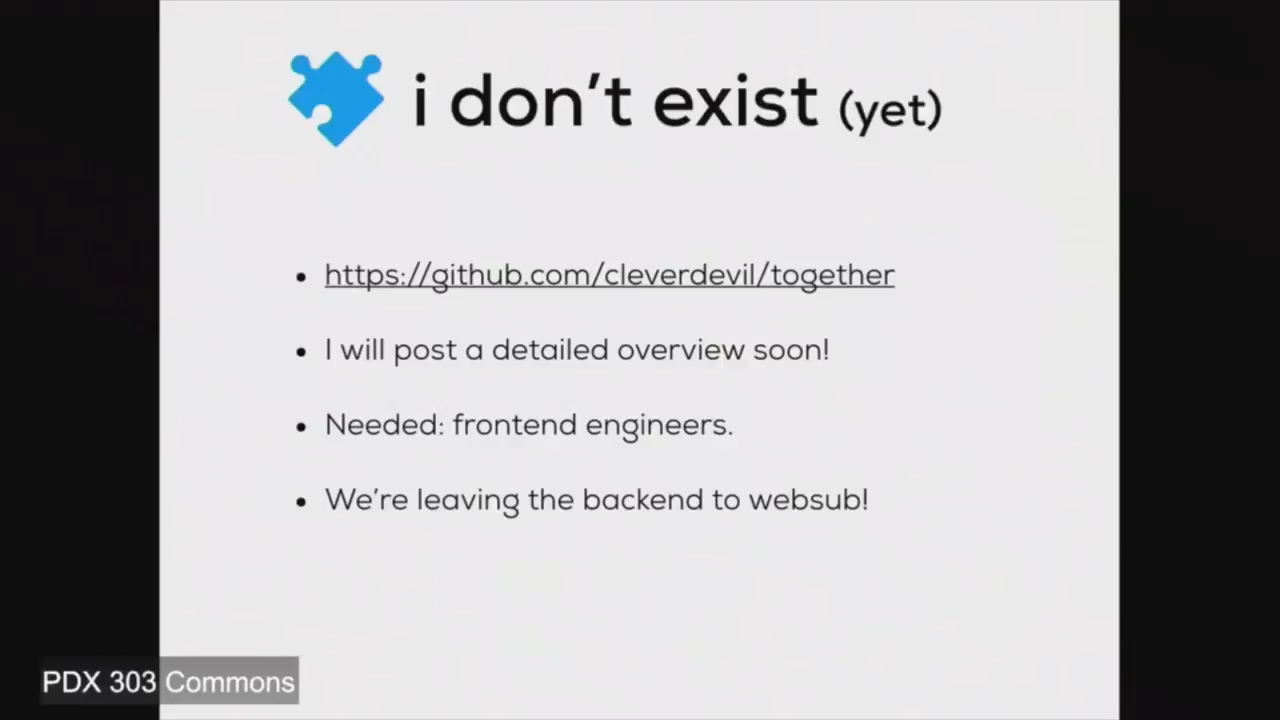 i don't exist (yet)
• https://github.com/cleverdevil/together
• I will post a detailed overview soon!
• Needed: frontend engineers.
• We're leaving the backend to websub!
PDX 303 Commons